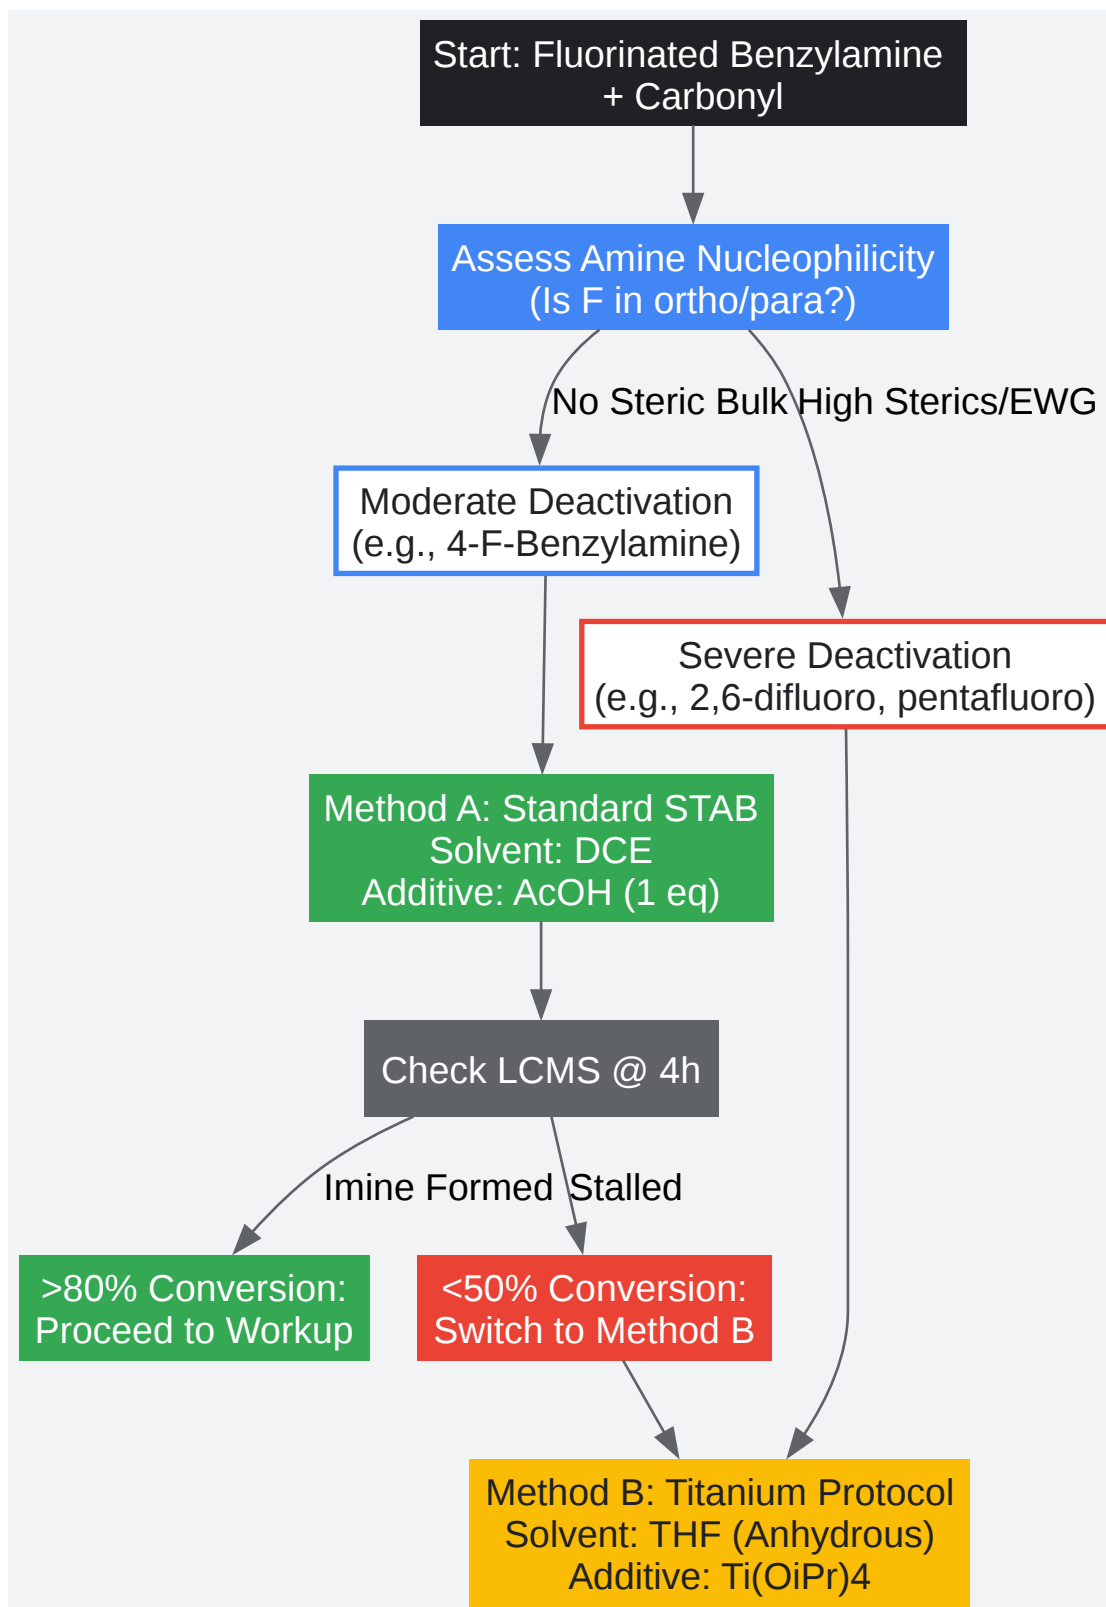 Start: Fluorinated Benzylamine
+ Carbonyl
Assess Amine Nucleophilicity
(Is F in ortho/para?)
No Steric Bulk
High Sterics/EWG
Moderate Deactivation
(e.g., 4-F-Benzylamine)
Severe Deactivation
(e.g., 2,6-difluoro, pentafluoro)
Method A: Standard STAB
Solvent: DCE
Additive: AcOH (1 eq)
Check LCMS @ 4h
Imine Formed
Stalled
>80% Conversion:
Proceed to Workup
<50% Conversion:
Switch to Method B
Method B: Titanium Protocol
Solvent: THF (Anhydrous)
Additive: Ti(OiPr)4